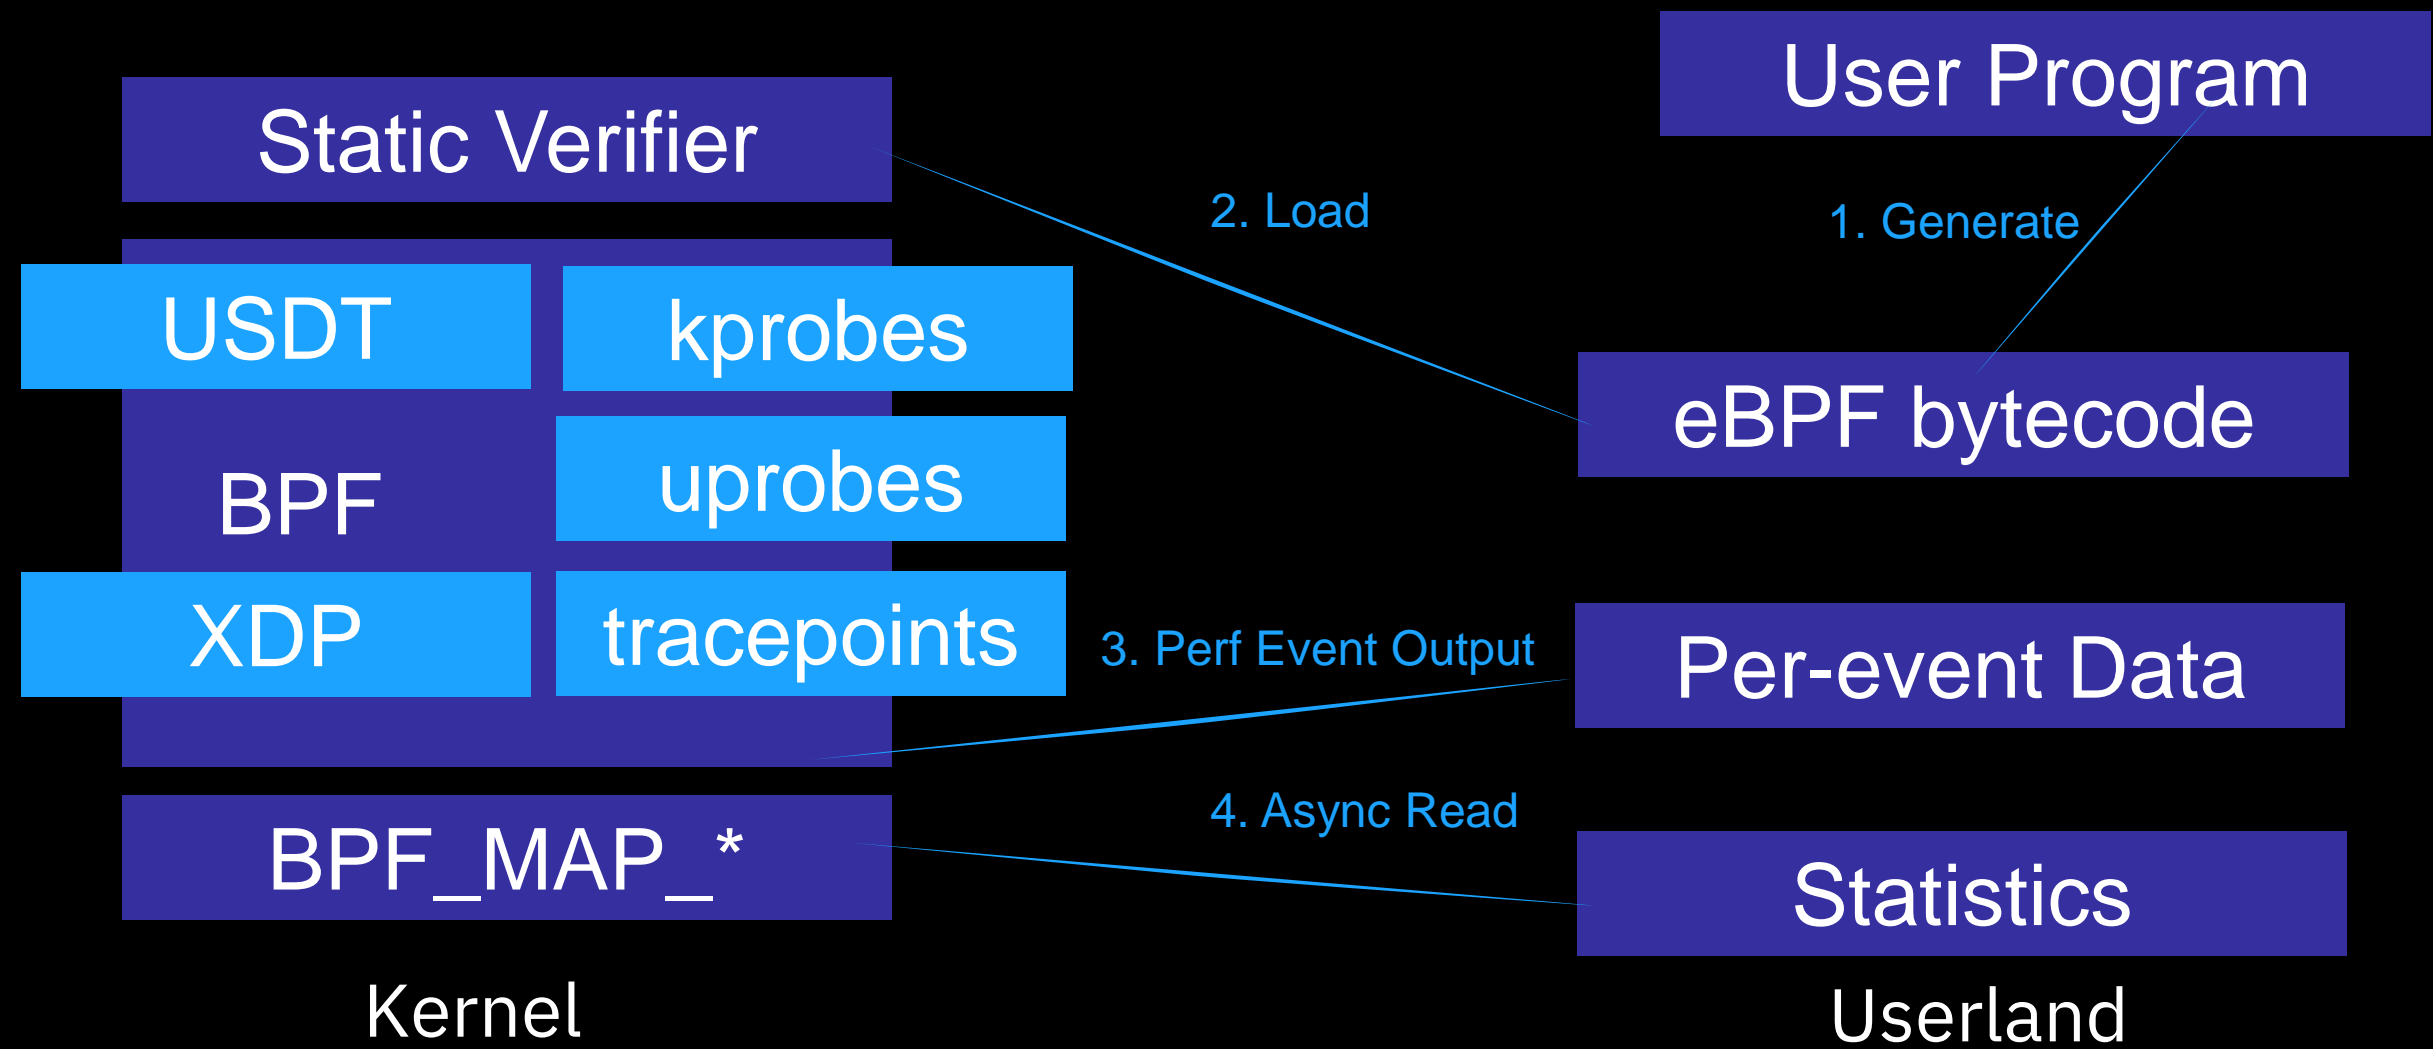 User Program
Static Verifier
2. Load
1. Generate
USDT
kprobes
eBPF bytecode
uprobes
BPF
XDP
tracepoints
3. Perf Event Output
Per-event Data
4. Async Read
BPF_MAP_*
Statistics
Kernel
Userland